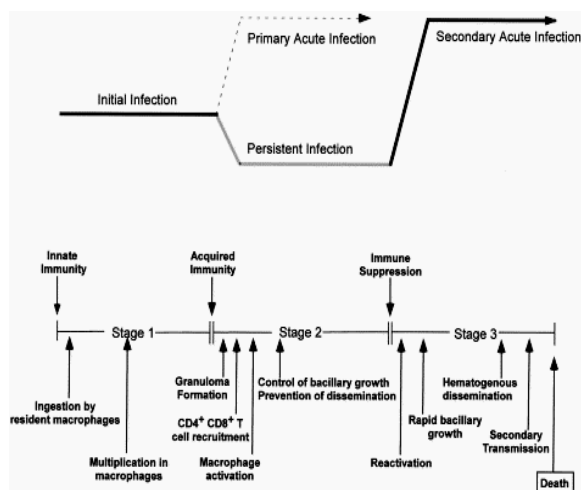 Primary Acute Infection
Secondary Acute Infection
Initial Infection
Persistent Infection
Innate
Immunity
Acquired
Immunity
Immune
Suppression
Stage 1
Stage 2
Stage 3
Granuloma
Formation
Control of bacillary growth
Prevention of dissemination
Hematogenous
dissemination
Ingestion by
resident macrophages
CD4+ CD8+ T
cell recruitment
Rapid bacillary
growth
Secondary
Transmission
Multiplication in
macrophages
Macrophage
activation
Reactivation
Death